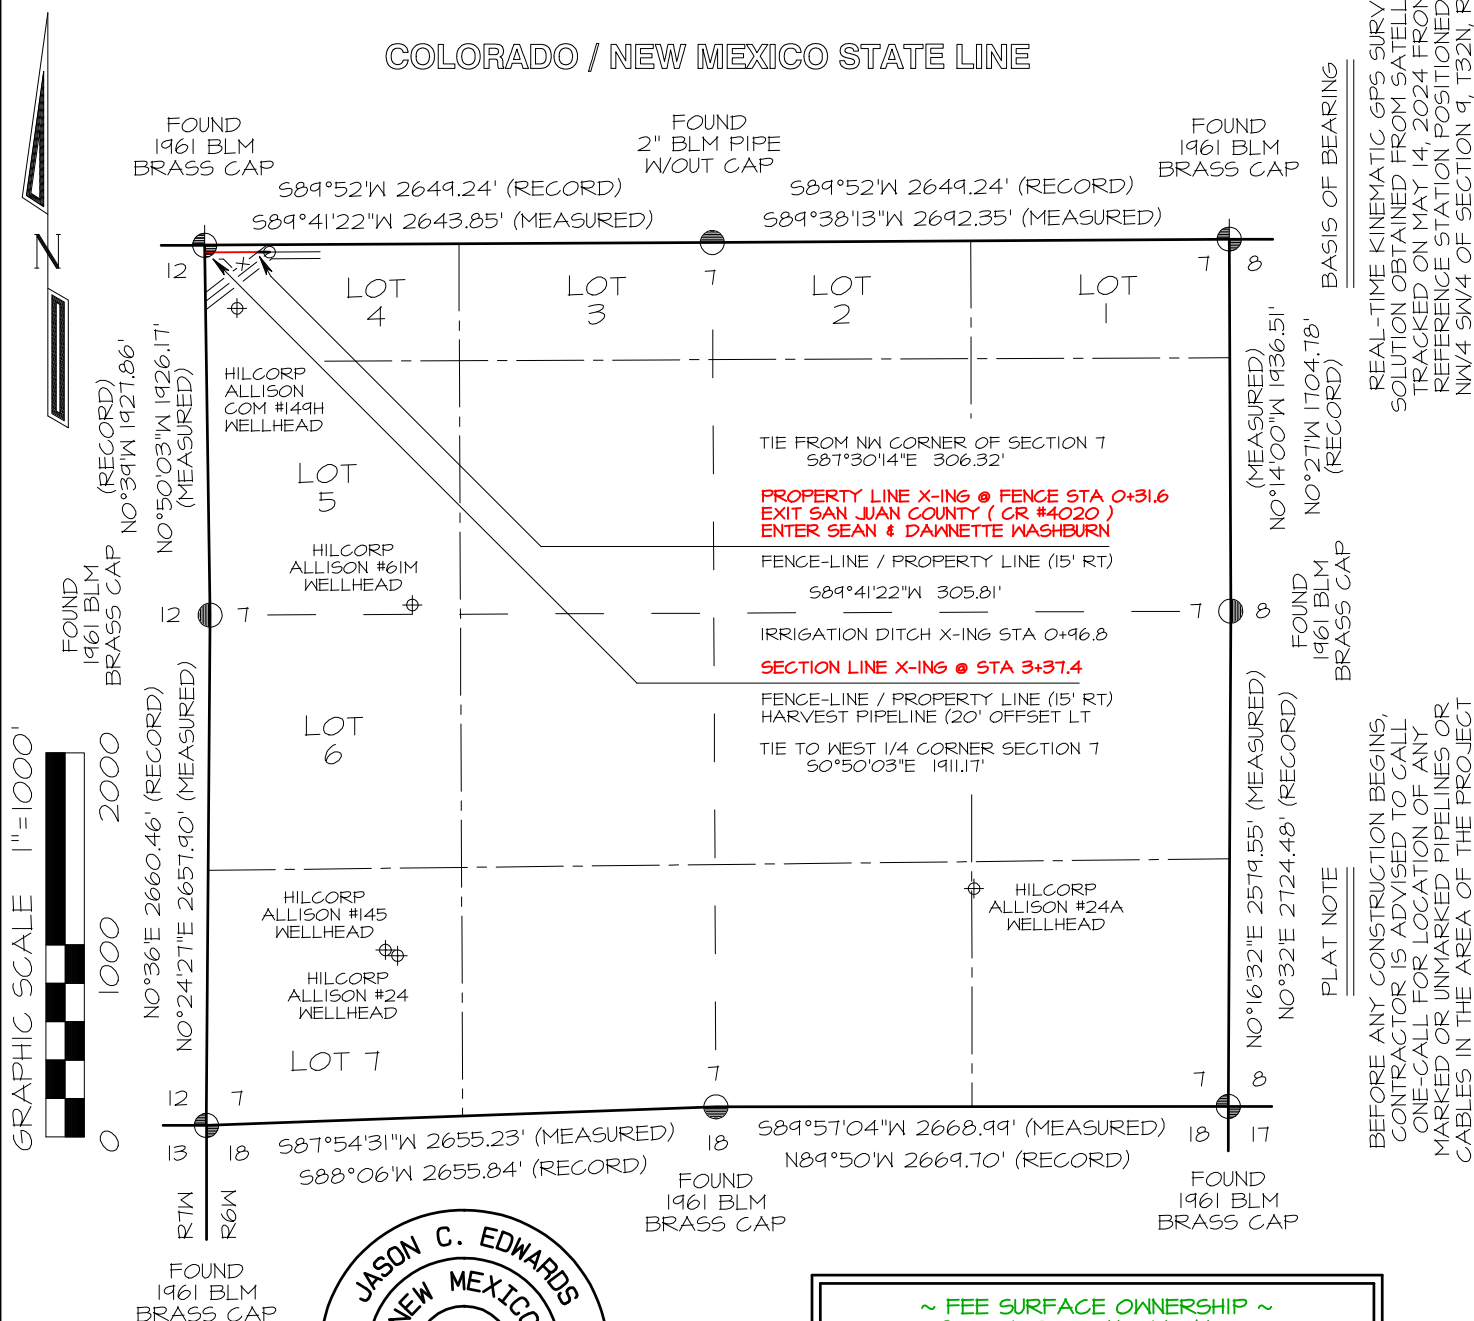 COLORADO / NEW MEXICO STATE LINE
FOUND
1961 BLM
BRASS CAP
FOUND
2" BLM PIPE
W/OUT CAP
FOUND
1961 BLM
BRASS CAP
S89°52'W 2649.24' (RECORD)
S89°41'22"W 2643.85' (MEASURED)
S89°52'W 2649.24' (RECORD)
S89°38'13"W 2692.35' (MEASURED)
N
12
7
7
7
8
LOT
4
LOT
3
LOT
2
LOT
1
HILCORP
ALLISON
COM #149H
WELLHEAD
(RECORD)
N0°39'W 1927.86'
N0°50'03"W 1926.17'
(MEASURED)
(MEASURED)
N0°14'00"W 1936.51'
N0°27'W 1704.78'
(RECORD)
LOT
5
TIE FROM NW CORNER OF SECTION 7
S87°30'14"E 306.32'
PROPERTY LINE X-ING @ FENCE STA 0+31.6
EXIT SAN JUAN COUNTY ( CR #4020 )
ENTER SEAN & DAWNETTE WASHBURN
FENCE-LINE / PROPERTY LINE (15' RT)
S89°41'22"W 305.81'
HILCORP
ALLISON #61M
WELLHEAD
IRRIGATION DITCH X-ING STA 0+96.8
SECTION LINE X-ING @ STA 3+37.4
FENCE-LINE / PROPERTY LINE (15' RT)
HARVEST PIPELINE (20' OFFSET LT
TIE TO WEST 1/4 CORNER SECTION 7
S0°50'03"E 1911.17'
FOUND
1961 BLM
BRASS CAP
12
7
7
8
FOUND
1961 BLM
BRASS CAP
LOT
6
N0°36'E 2660.46' (RECORD)
N0°24'27"E 2657.90' (MEASURED)
N0°16'32"E 2579.55' (MEASURED)
N0°32'E 2724.48' (RECORD)
HILCORP
ALLISON #145
WELLHEAD
HILCORP
ALLISON #24
WELLHEAD
HILCORP
ALLISON #24A
WELLHEAD
LOT 7
GRAPHIC SCALE 1"=1000'
0
1000
2000
12
7
7
7
8
13
18
18
18
17
S87°54'31"W 2655.23' (MEASURED)
S88°06'W 2655.84' (RECORD)
S89°57'04"W 2668.99' (MEASURED)
N89°50'W 2669.70' (RECORD)
R7W
R6W
FOUND
1961 BLM
BRASS CAP
FOUND
1961 BLM
BRASS CAP
FOUND
1961 BLM
BRASS CAP
JASON C. EDWARDS
NEW MEXICO
~ FEE SURFACE OWNERSHIP ~
BASIS OF BEARING
REAL-TIME KINEMATIC GPS SURV
SOLUTION OBTAINED FROM SATELL
TRACKED ON MAY 14, 2024 FROM
REFERENCE STATION POSITIONED
NW/4 SW/4 OF SECTION 9, T32N, R
PLAT NOTE
BEFORE ANY CONSTRUCTION BEGINS,
CONTRACTOR IS ADVISED TO CALL
ONE-CALL FOR LOCATION OF ANY
MARKED OR UNMARKED PIPELINES OR
CABLES IN THE AREA OF THE PROJECT